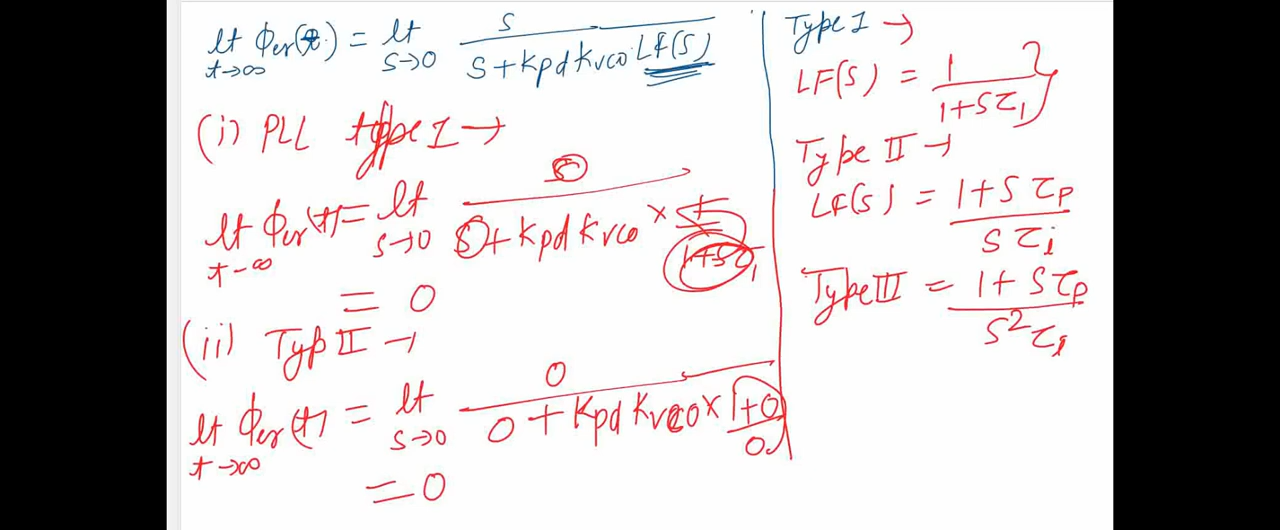 lt ϕer(t) = lt s / (s + Kpd Kvco LF(s))
t→∞ s→0
(i) PLL type I →
lt ϕer(t) = lt s / (s + Kpd Kvco × 1/(1+sτ1))
t→∞ s→0
= 0
(ii) Typ II →
lt ϕer(t) = lt 0 / (0 + Kpd Kvco × (1+0)/0)
t→∞ s→0
= 0
Type I →
LF(s) = 1 / (1+sτ1)
Type II →
LF(s) = (1+sτp) / (sτi)
Type III = (1+sτp) / (s²τi)